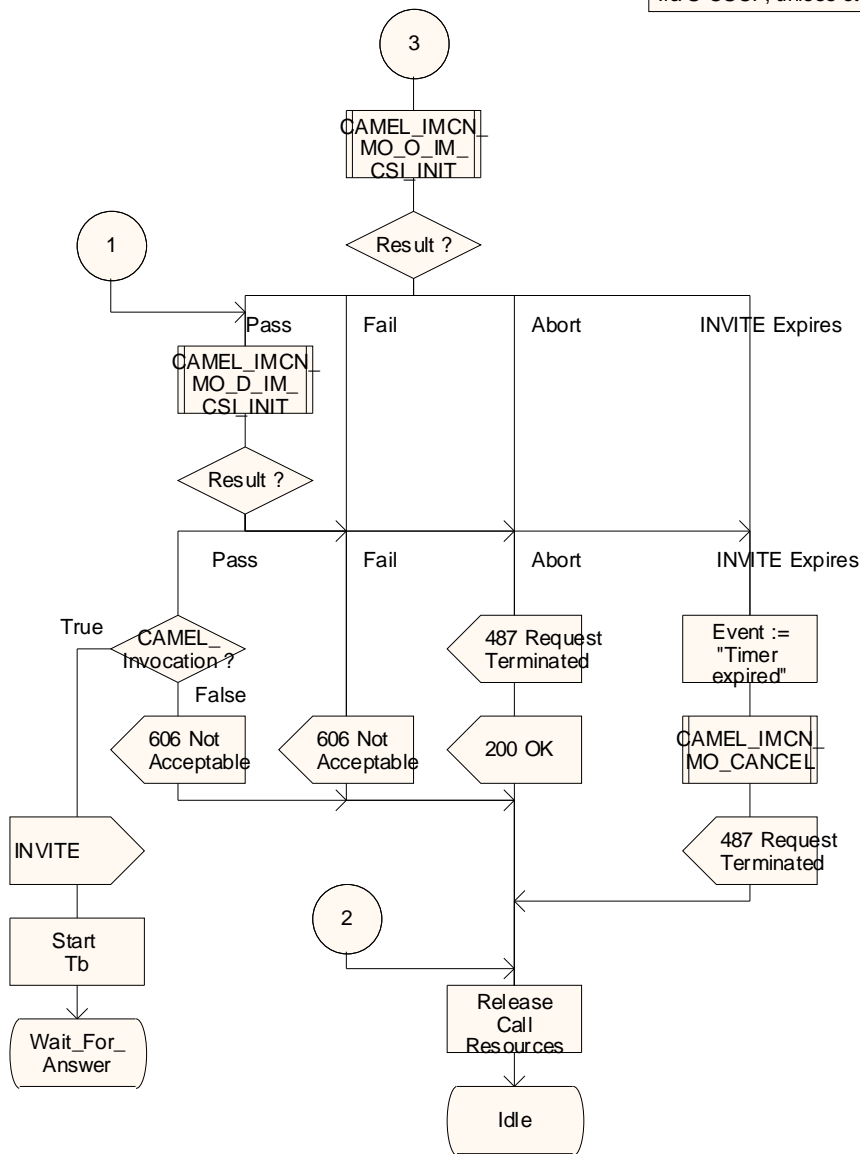 3
CAMEL_IMCN_
MO_O_IM_
CSI_INIT
Result ?
1
Pass
Fail
Abort
INVITE Expires
CAMEL_IMCN_
MO_D_IM_
CSI_INIT
Result ?
Pass
Fail
Abort
INVITE Expires
True
CAMEL_
Invocation ?
False
487 Request
Terminated
Event :=
"Timer
expired"
606 Not
Acceptable
606 Not
Acceptable
200 OK
CAMEL_IMCN_
MO_CANCEL
INVITE
487 Request
Terminated
2
Start
Tb
Release
Call
Resources
Wait_For_
Answer
Idle